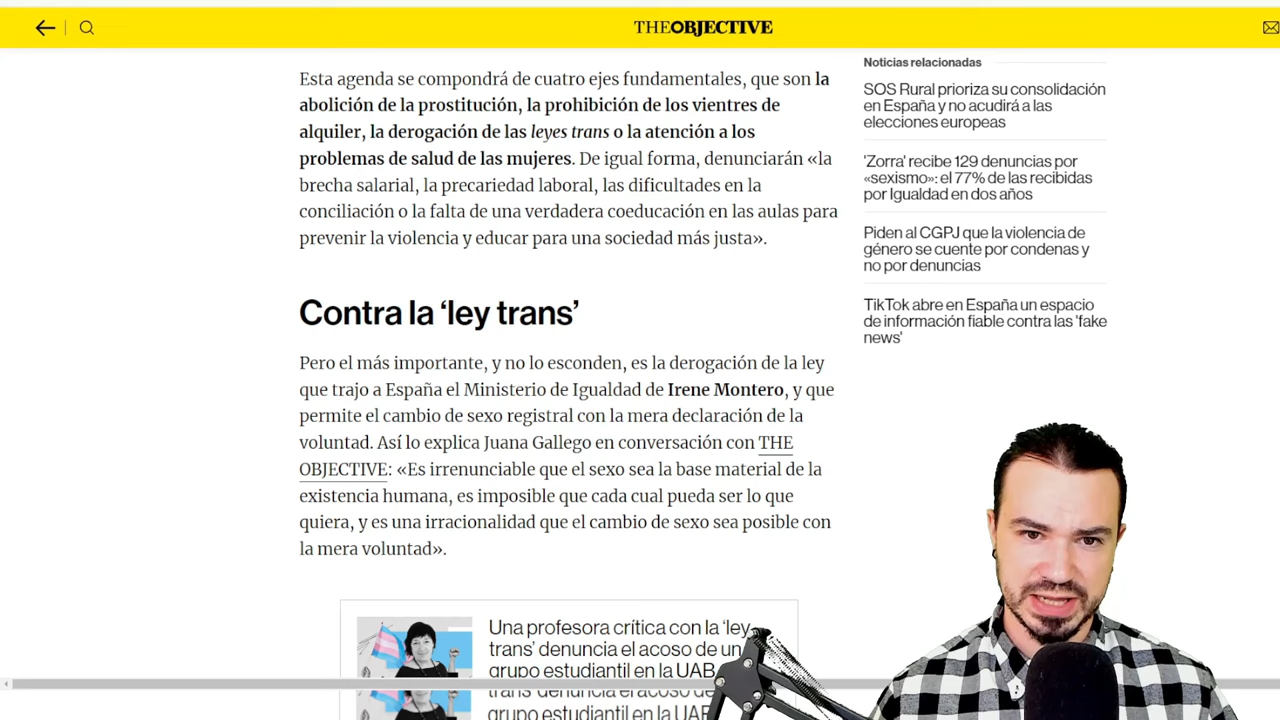 THEOBJECTIVE
Esta agenda se compondrá de cuatro ejes fundamentales, que son la
abolición de la prostitución, la prohibición de los vientres de
alquiler, la derogación de las leyes trans o la atención a los
problemas de salud de las mujeres. De igual forma, denunciarán «la
brecha salarial, la precariedad laboral, las dificultades en la
conciliación o la falta de una verdadera coeducación en las aulas para
prevenir la violencia y educar para una sociedad más justa».
Contra la ‘ley trans’
Pero el más importante, y no lo esconden, es la derogación de la ley
que trajo a España el Ministerio de Igualdad de Irene Montero, y que
permite el cambio de sexo registral con la mera declaración de la
voluntad. Así lo explica Juana Gallego en conversación con THE
OBJECTIVE: «Es irrenunciable que el sexo sea la base material de la
existencia humana, es imposible que cada cual pueda ser lo que
quiera, y es una irracionalidad que el cambio de sexo sea posible con
la mera voluntad».
Una profesora crítica con la ‘ley
trans’ denuncia el acoso de un
grupo estudiantil en la UAB
trans’ denuncia el acoso de
grupo estudiantil en la UAB
Noticias relacionadas
SOS Rural prioriza su consolidación
en España y no acudirá a las
elecciones europeas
'Zorra' recibe 129 denuncias por
«sexismo»: el 77% de las recibidas
por Igualdad en dos años
Piden al CGPJ que la violencia de
género se cuente por condenas y
no por denuncias
TikTok abre en España un espacio
de información fiable contra las 'fake
news'